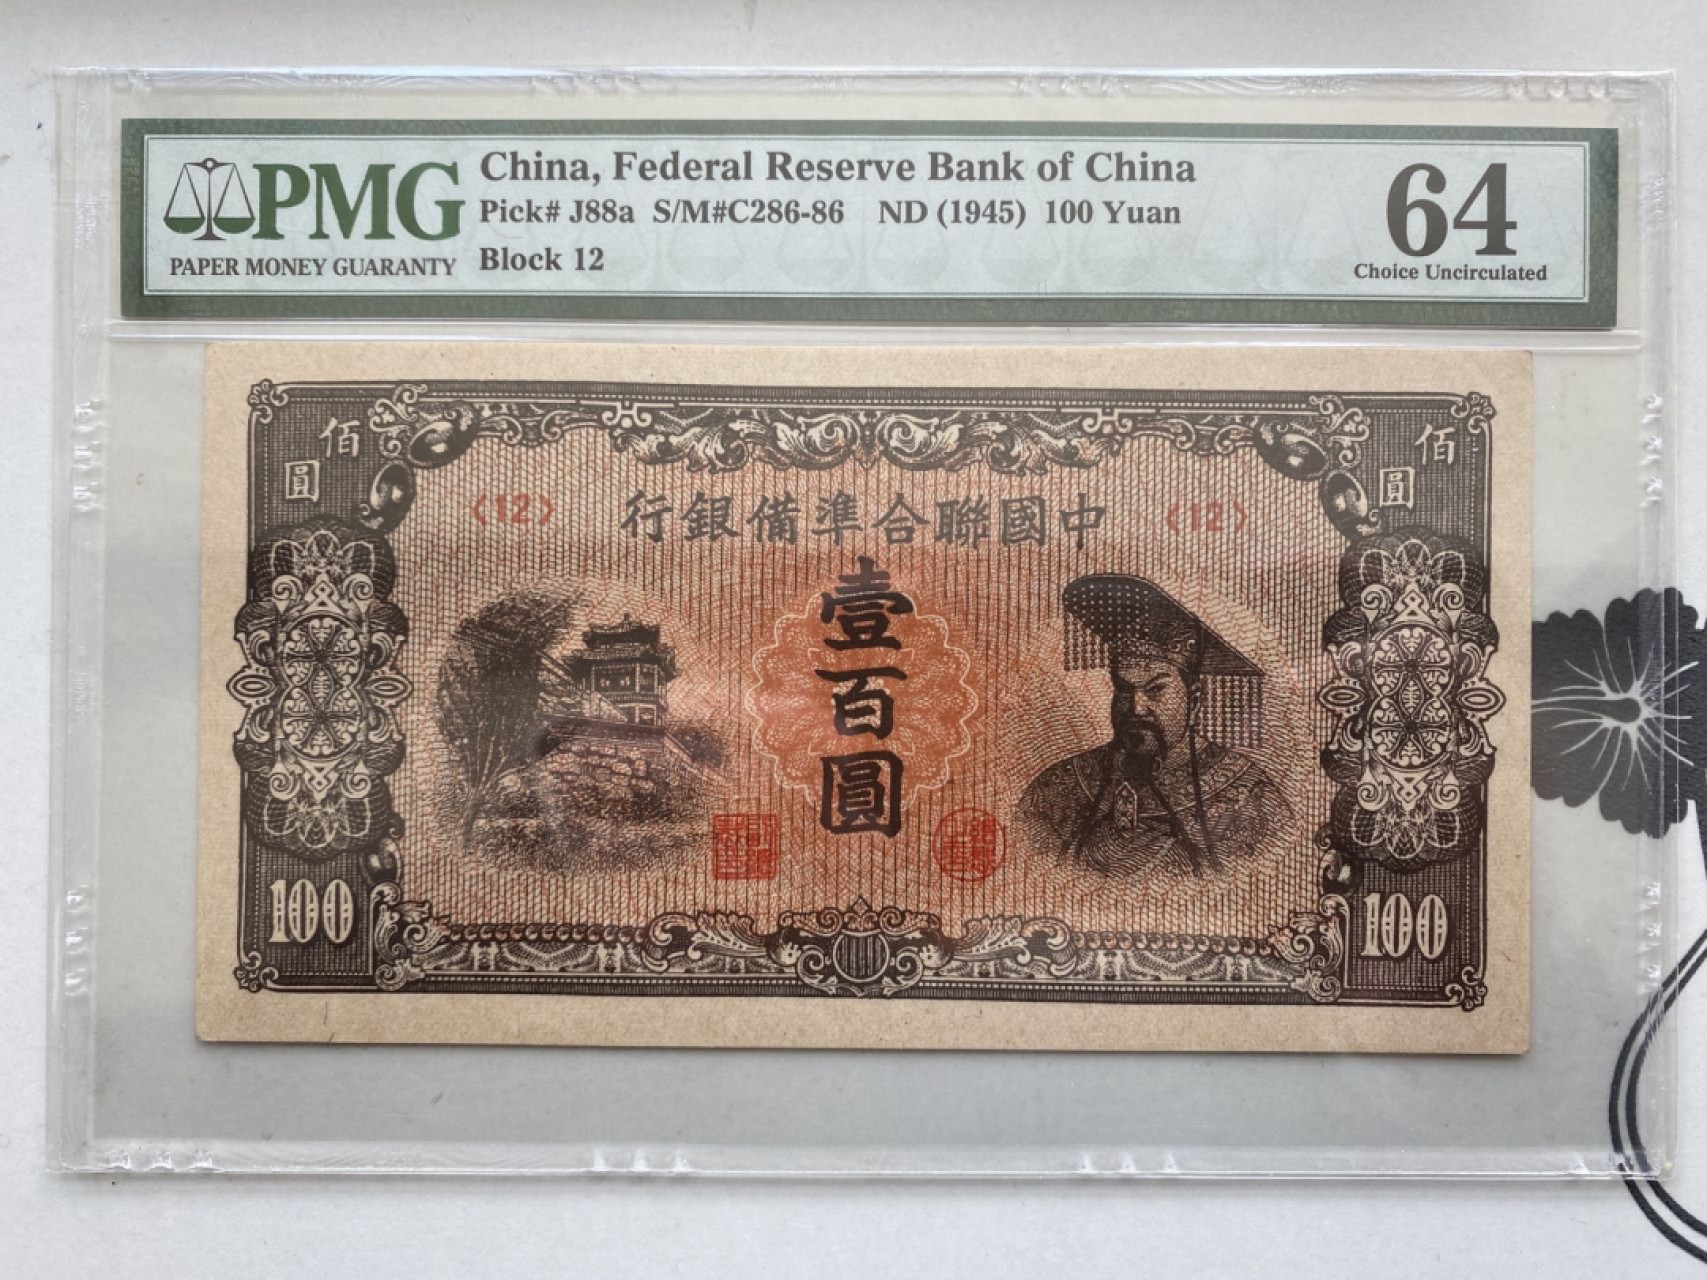 PMG
PAPER MONEY GUARANTY
China, Federal Reserve Bank of China
Pick# J88a S/M#C286-86 ND (1945) 100 Yuan
Block 12
64
Choice Uncirculated
佰圓
佰圓
〈12〉
行銀備準合聯國中
〈12〉
壹百圓
100
100